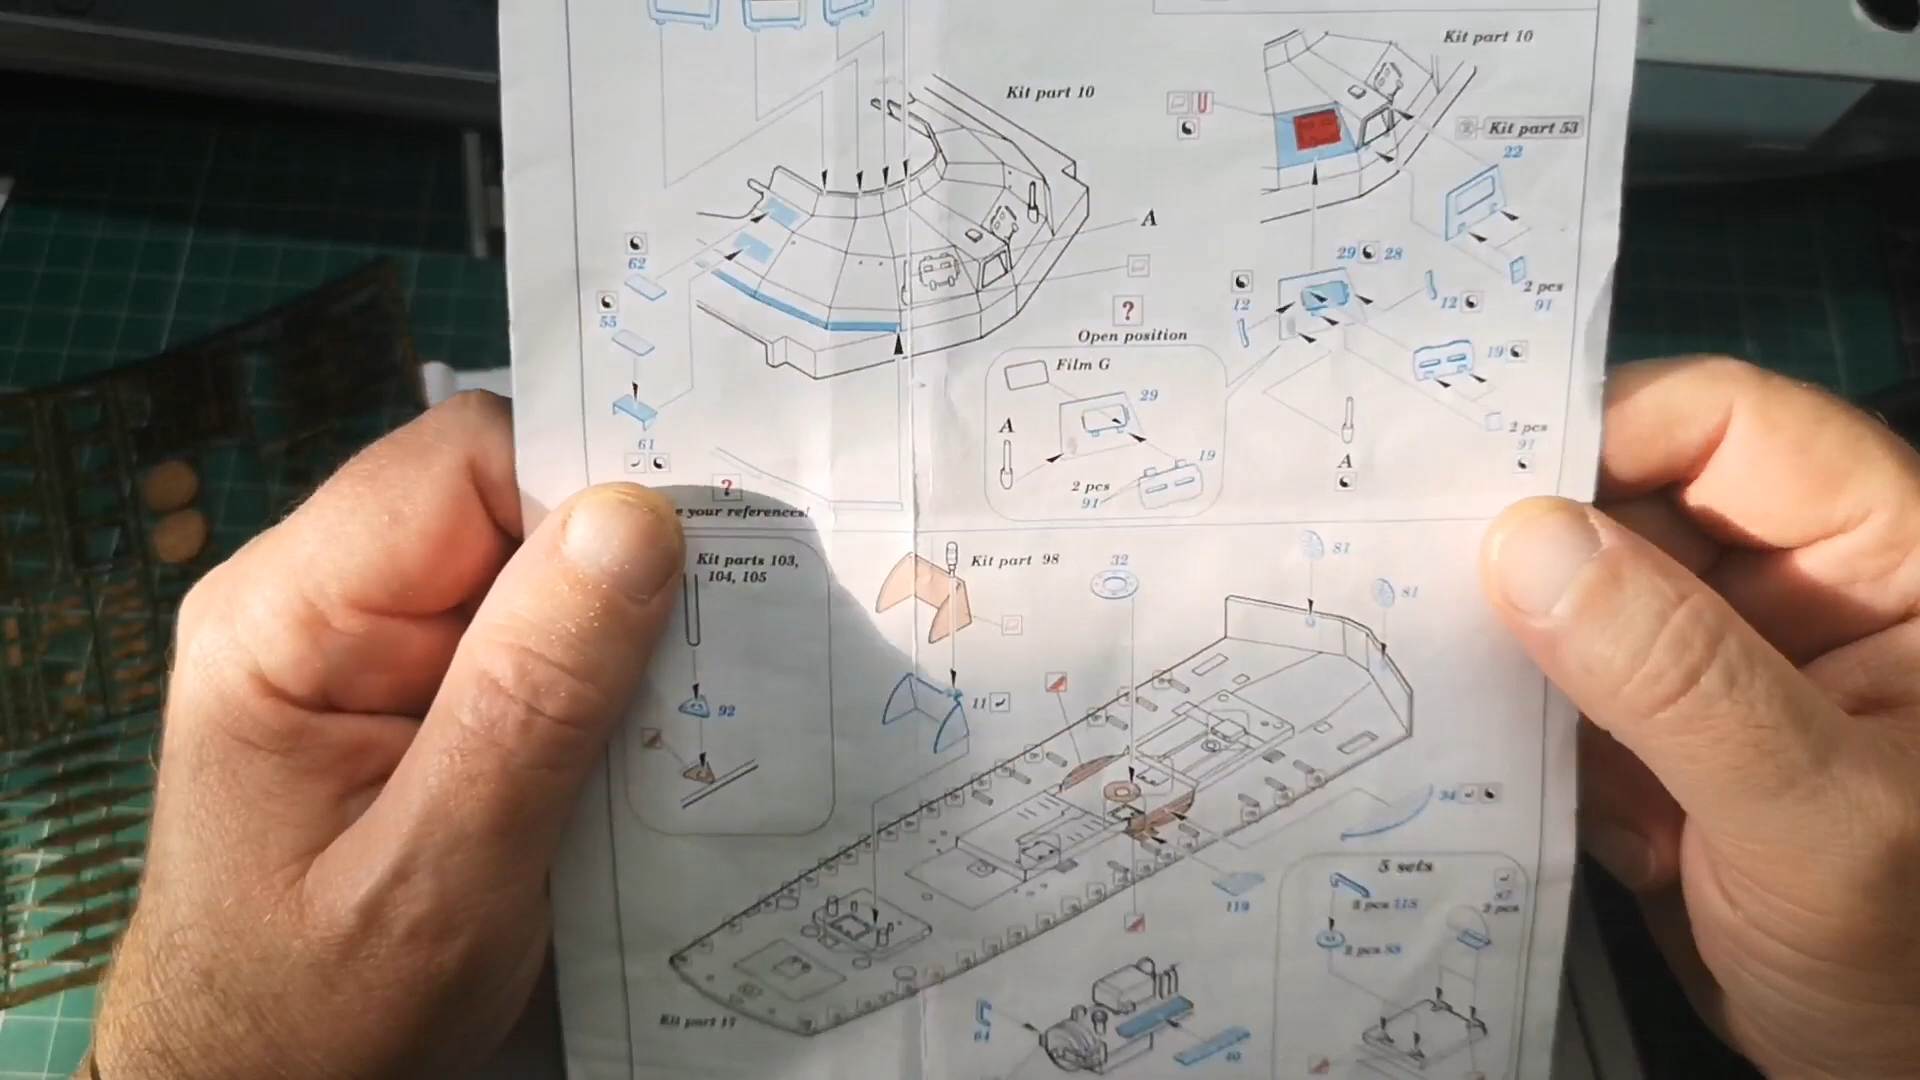 Kit part 10
Kit part 10
Kit part 53
22
A
62
29 28
2 pcs
91
12
12
55
?
Open position
19
Film G
29
A
61
19
2 pcs
91
2 pcs
91
A
?
your references!
Kit parts 103,
104, 105
Kit part 98
32
81
81
92
11
34
5 sets
119
2 pcs 118
2 pcs
Kit part 17
40